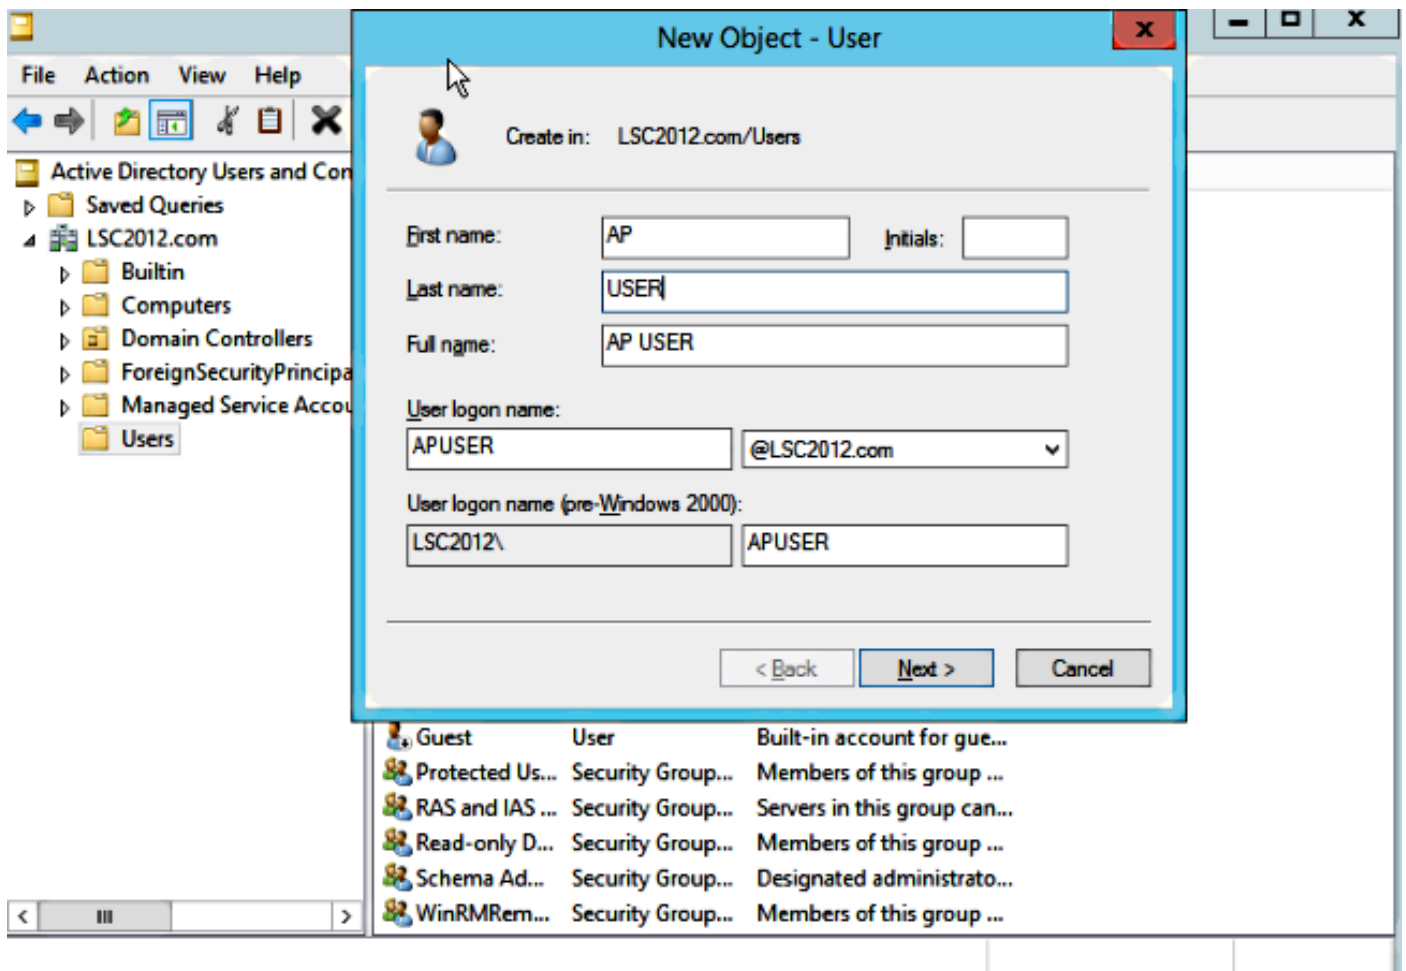 New Object - User
x
x
File Action View Help
Create in: LSC2012.com/Users
Active Directory Users and Con
Saved Queries
LSC2012.com
Builtin
Computers
Domain Controllers
ForeignSecurityPrincipa
Managed Service Accou
Users
First name: AP Initials:
Last name: USER
Full name: AP USER
User logon name:
APUSER @LSC2012.com
User logon name (pre-Windows 2000):
LSC2012\ APUSER
< Back Next > Cancel
Guest User Built-in account for gue...
Protected Us... Security Group... Members of this group ...
RAS and IAS ... Security Group... Servers in this group can...
Read-only D... Security Group... Members of this group ...
Schema Ad... Security Group... Designated administrato...
WinRMRem... Security Group... Members of this group ...